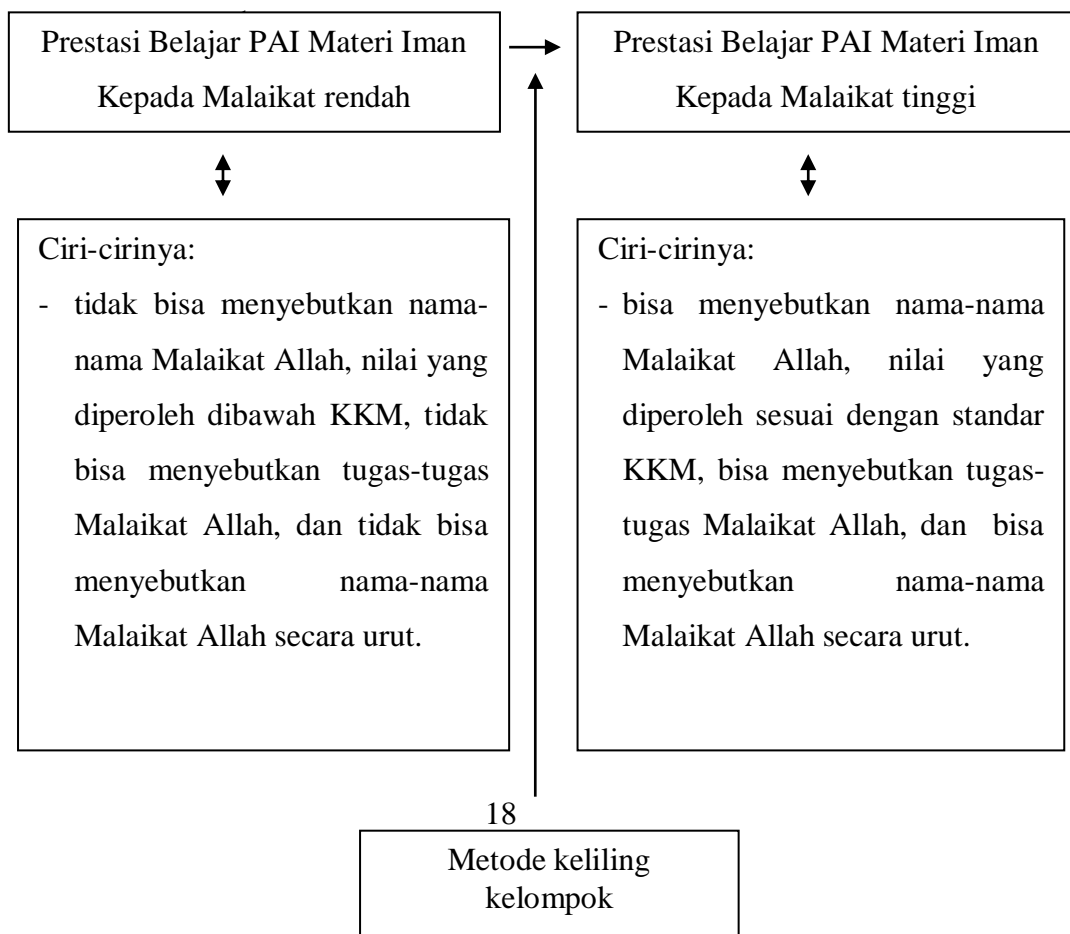 Prestasi Belajar PAI Materi Iman
Kepada Malaikat rendah
Prestasi Belajar PAI Materi Iman
Kepada Malaikat tinggi
Ciri-cirinya:
- tidak bisa menyebutkan nama-
nama Malaikat Allah, nilai yang
diperoleh dibawah KKM, tidak
bisa menyebutkan tugas-tugas
Malaikat Allah, dan tidak bisa
menyebutkan nama-nama
Malaikat Allah secara urut.
Ciri-cirinya:
- bisa menyebutkan nama-nama
Malaikat Allah, nilai yang
diperoleh sesuai dengan standar
KKM, bisa menyebutkan tugas-
tugas Malaikat Allah, dan bisa
menyebutkan nama-nama
Malaikat Allah secara urut.
18
Metode keliling
kelompok